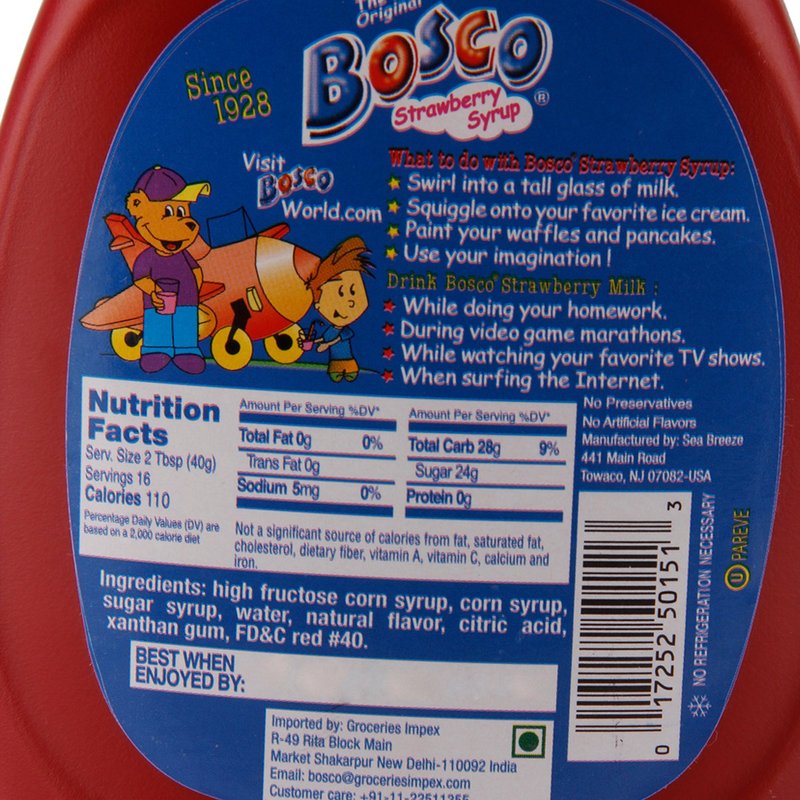 The
Original
BOSCO
®
Strawberry
Syrup
Since
1928
Visit
BOSCO
World.com
What to do with Bosco® Strawberry Syrup:
Swirl into a tall glass of milk.
Squiggle onto your favorite ice cream.
Paint your waffles and pancakes.
Use your imagination !
Drink Bosco® Strawberry Milk :
While doing your homework.
During video game marathons.
While watching your favorite TV shows.
When surfing the Internet.
Nutrition
Facts
Serv. Size 2 Tbsp (40g)
Servings 16
Calories 110
Percentage Daily Values (DV) are
based on a 2,000 calorie diet
Amount Per Serving %DV*
Total Fat 0g 0%
Trans Fat 0g
Sodium 5mg 0%
Amount Per Serving %DV*
Total Carb 28g 9%
Sugar 24g
Protein 0g
Not a significant source of calories from fat, saturated fat,
cholesterol, dietary fiber, vitamin A, vitamin C, calcium and
iron.
No Preservatives
No Artificial Flavors
Manufactured by: Sea Breeze
441 Main Road
Towaco, NJ 07082-USA
Ingredients: high fructose corn syrup, corn syrup,
sugar syrup, water, natural flavor, citric acid,
xanthan gum, FD&C red #40.
BEST WHEN
ENJOYED BY:
0 17252 50151 3
NO REFRIGERATION NECESSARY
U PAREVE
Imported by: Groceries Impex
R-49 Rita Block Main
Market Shakarpur New Delhi-110092 India
Email: bosco@groceriesimpex.com
Customer care: +91-11-22511355